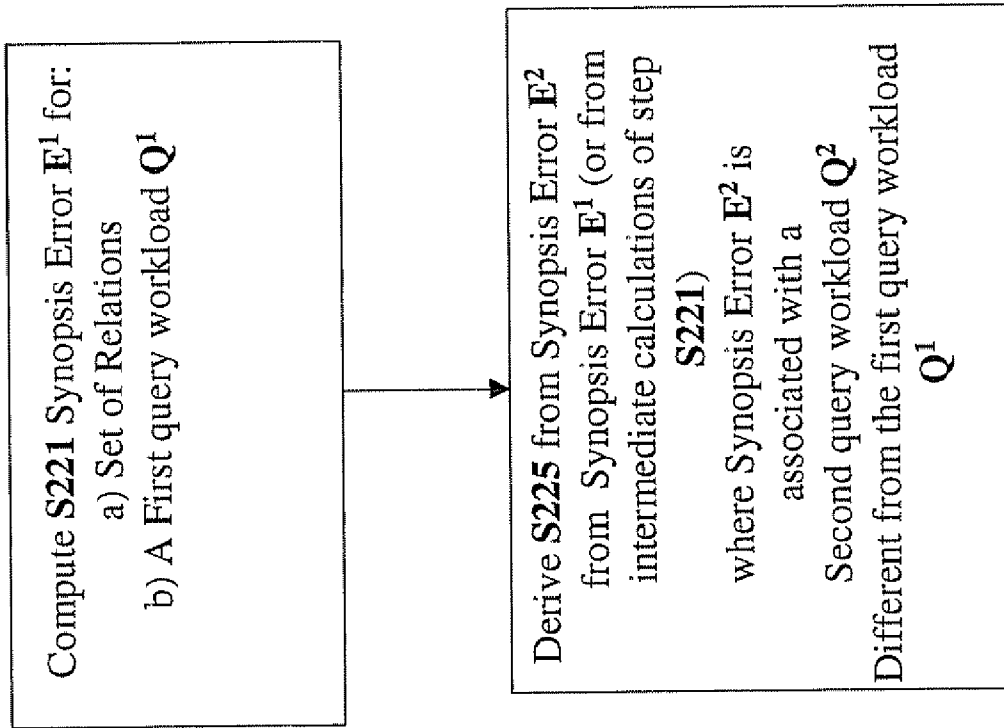 Compute S221 Synopsis Error E¹ for:
a) Set of Relations
b) A First query workload Q¹
Derive S225 from Synopsis Error E²
from Synopsis Error E¹ (or from
intermediate calculations of step
S221)
where Synopsis Error E² is
associated with a
Second query workload Q²
Different from the first query workload
Q¹